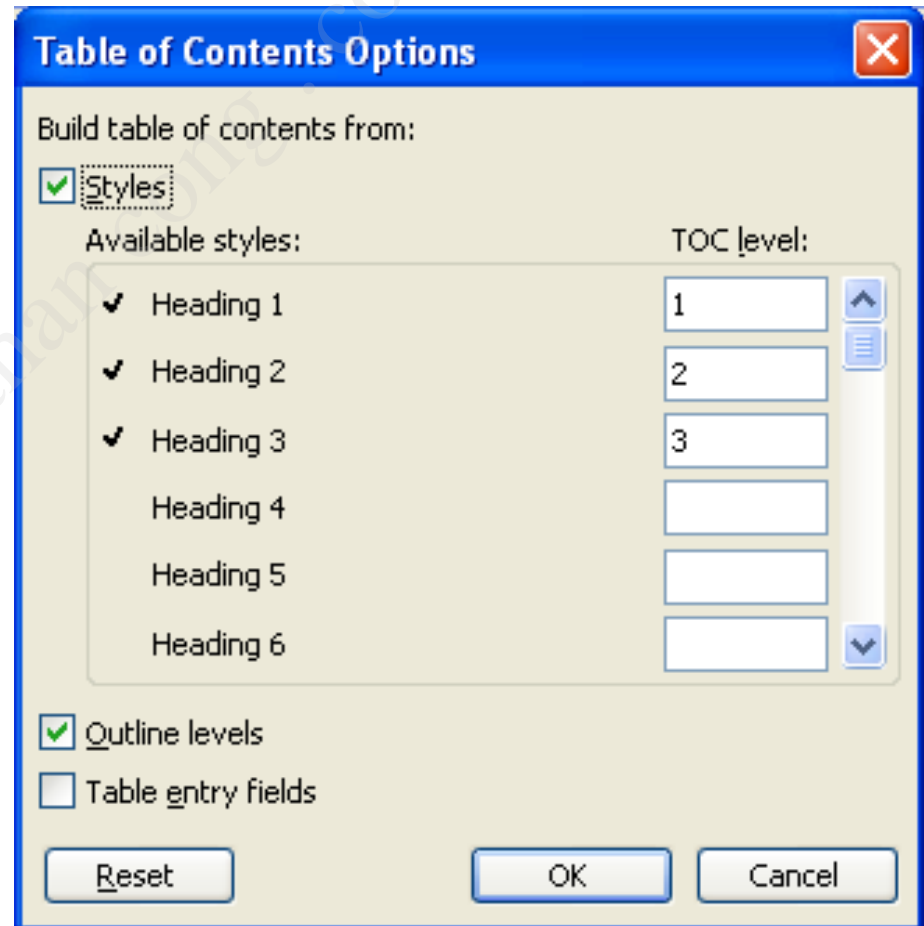 Table of Contents Options
Build table of contents from:
Styles
Available styles: TOC level:
Heading 1 1
Heading 2 2
Heading 3 3
Heading 4
Heading 5
Heading 6
Outline levels
Table entry fields
Reset OK Cancel